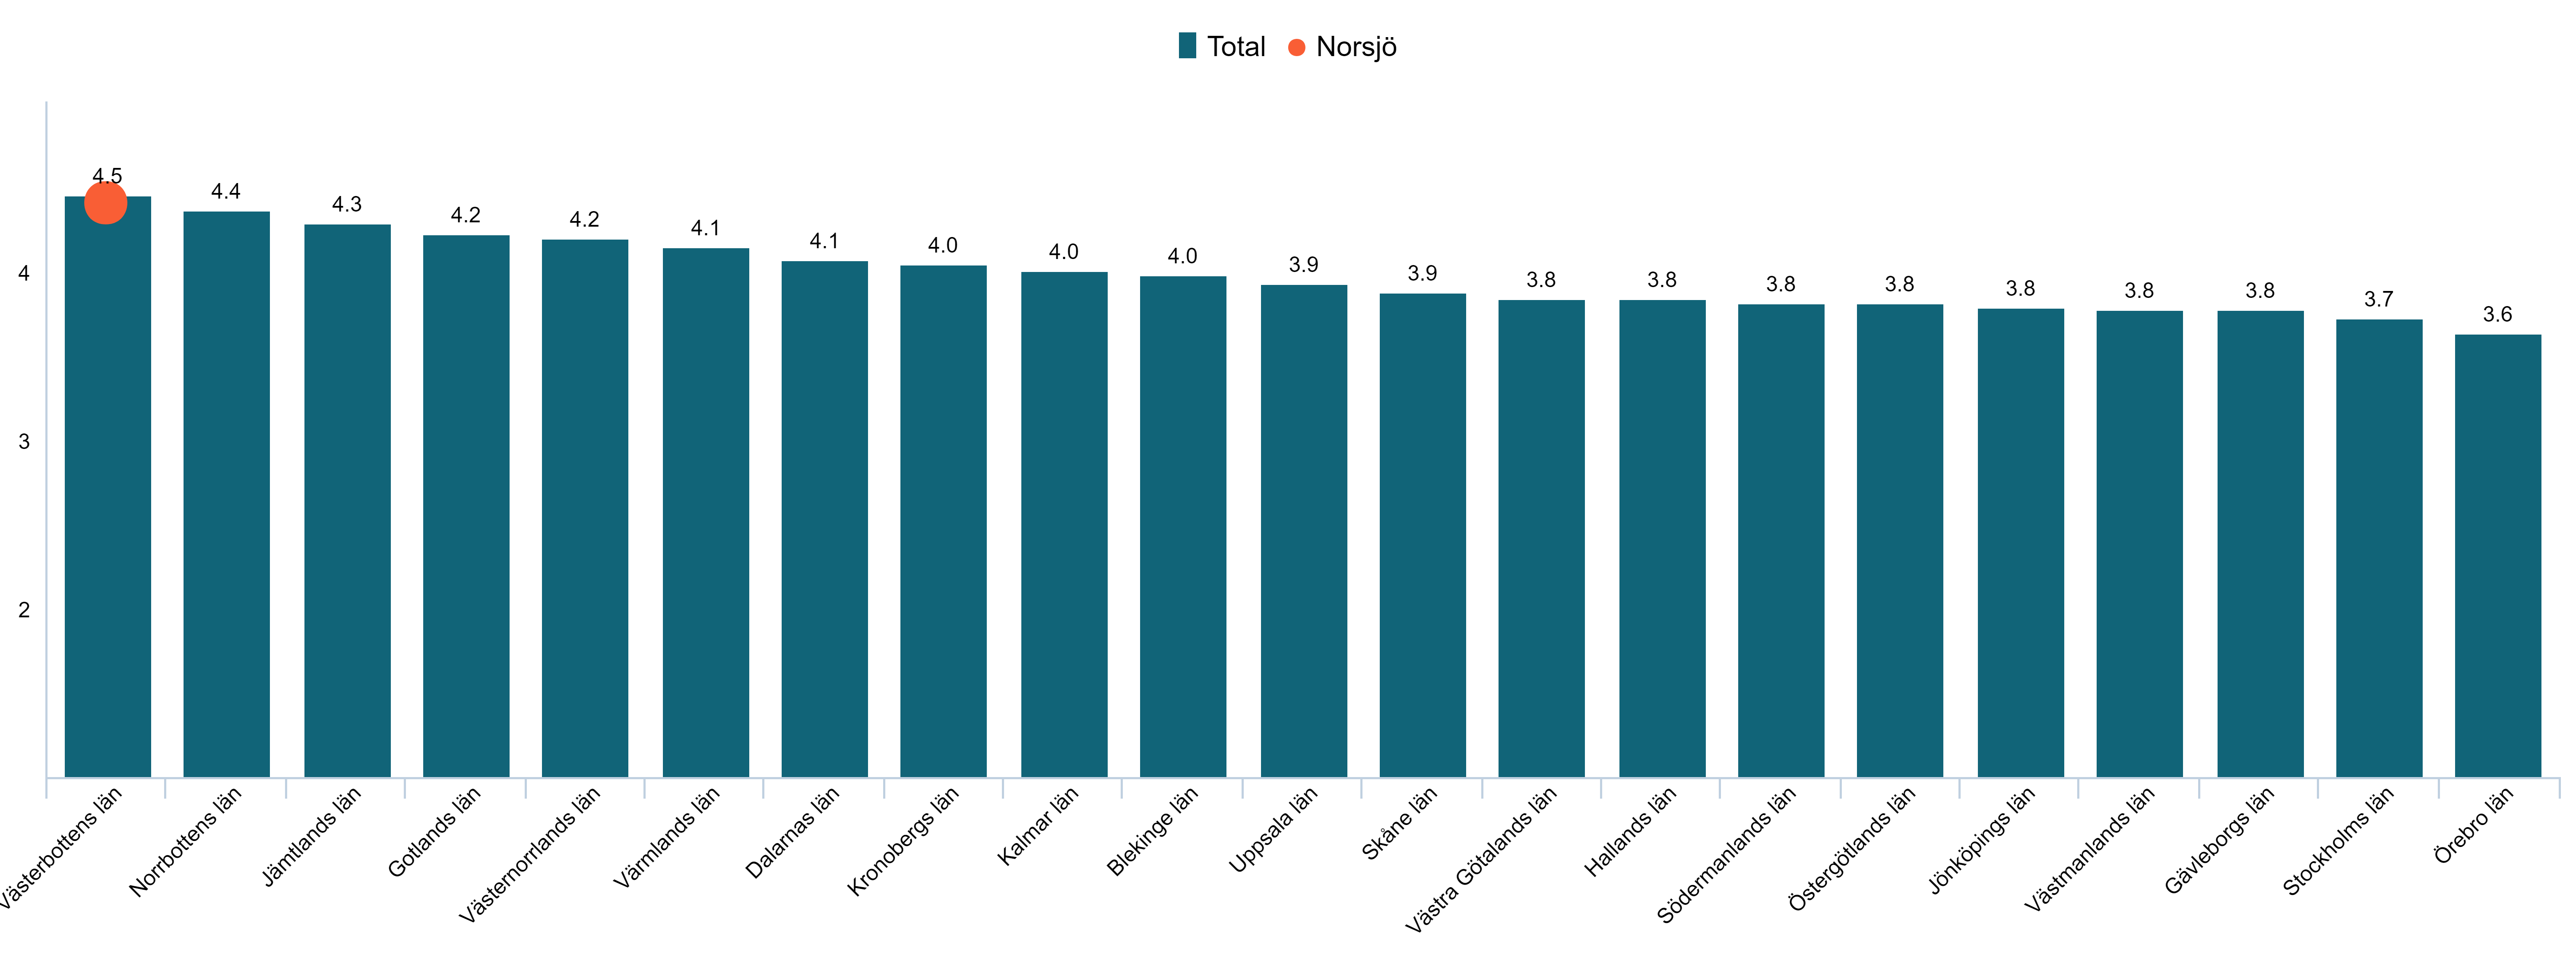 Total Norsjö
4.5 4.4 4.3 4.2 4.2 4.1 4.1 4.0 4.0 4.0 3.9 3.9 3.8 3.8 3.8 3.8 3.8 3.8 3.8 3.7 3.6
4
3
2
Västerbottens län
Norrbottens län
Jämtlands län
Gotlands län
Västernorrlands län
Värmlands län
Dalarnas län
Kronobergs län
Kalmar län
Blekinge län
Uppsala län
Skåne län
Västra Götalands län
Hallands län
Södermanlands län
Östergötlands län
Jönköpings län
Västmanlands län
Gävleborgs län
Stockholms län
Örebro län